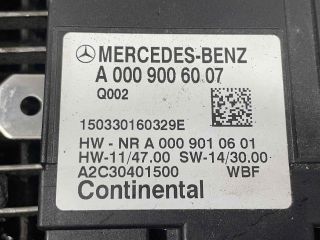 MERCEDES-BENZ
A 000 900 60 07
Q002
150330160329E
HW - NR A 000 901 06 01
HW-11/47.00 SW-14/30.00
A2C30401500 WBF
Continental